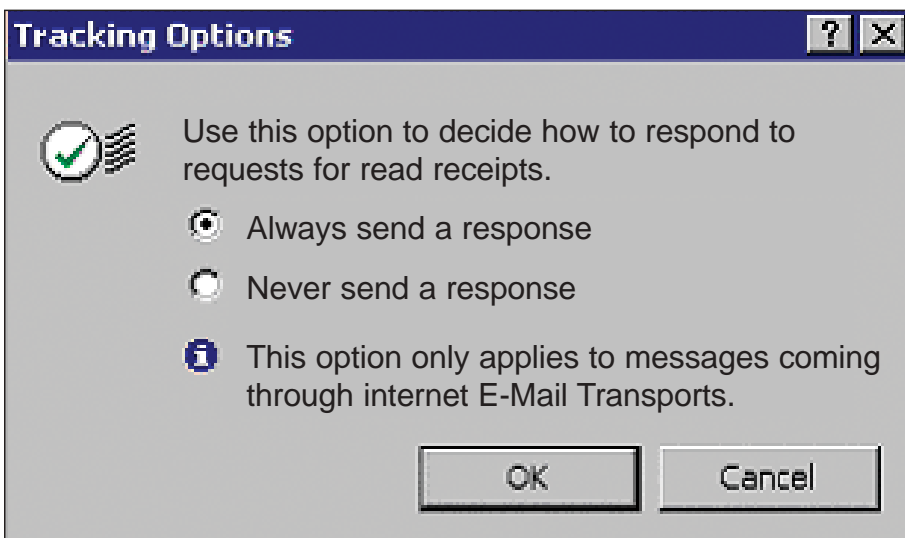 Tracking Options
Use this option to decide how to respond to
requests for read receipts.
Always send a response
Never send a response
This option only applies to messages coming
through internet E-Mail Transports.
OK
Cancel